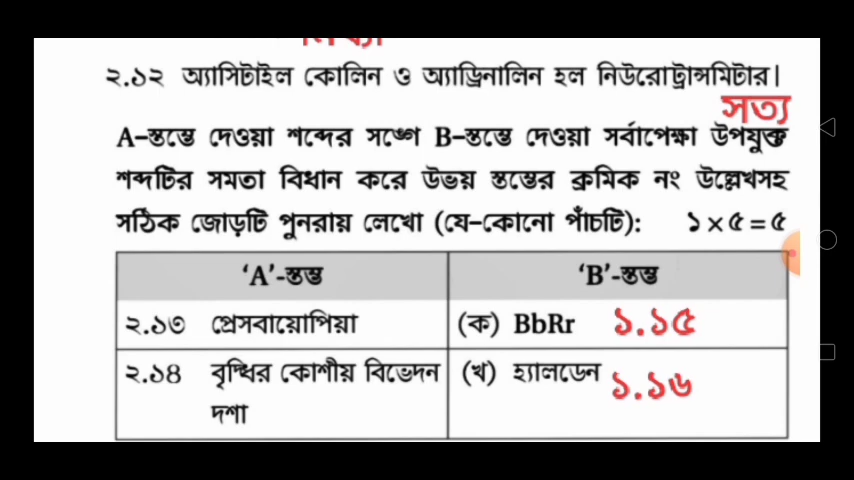 ২.১২ অ্যাসিটাইল কোলিন ও অ্যাড্রিনালিন হল নিউরোট্রান্সমিটার।
সত্য
A-স্তম্ভে দেওয়া শব্দের সঙ্গে B-স্তম্ভে দেওয়া সর্বাপেক্ষা উপযুক্ত
শব্দটির সমতা বিধান করে উভয় স্তম্ভের ক্রমিক নং উল্লেখসহ
সঠিক জোড়টি পুনরায় লেখো (যে-কোনো পাঁচটি): ১×৫=৫
‘A’-স্তম্ভ ‘B’-স্তম্ভ
২.১৩ প্রেসবায়োপিয়া (ক) BbRr ১.১৫
২.১৪ বৃদ্ধির কোশীয় বিভেদন (খ) হ্যালডেন ১.১৬
দশা